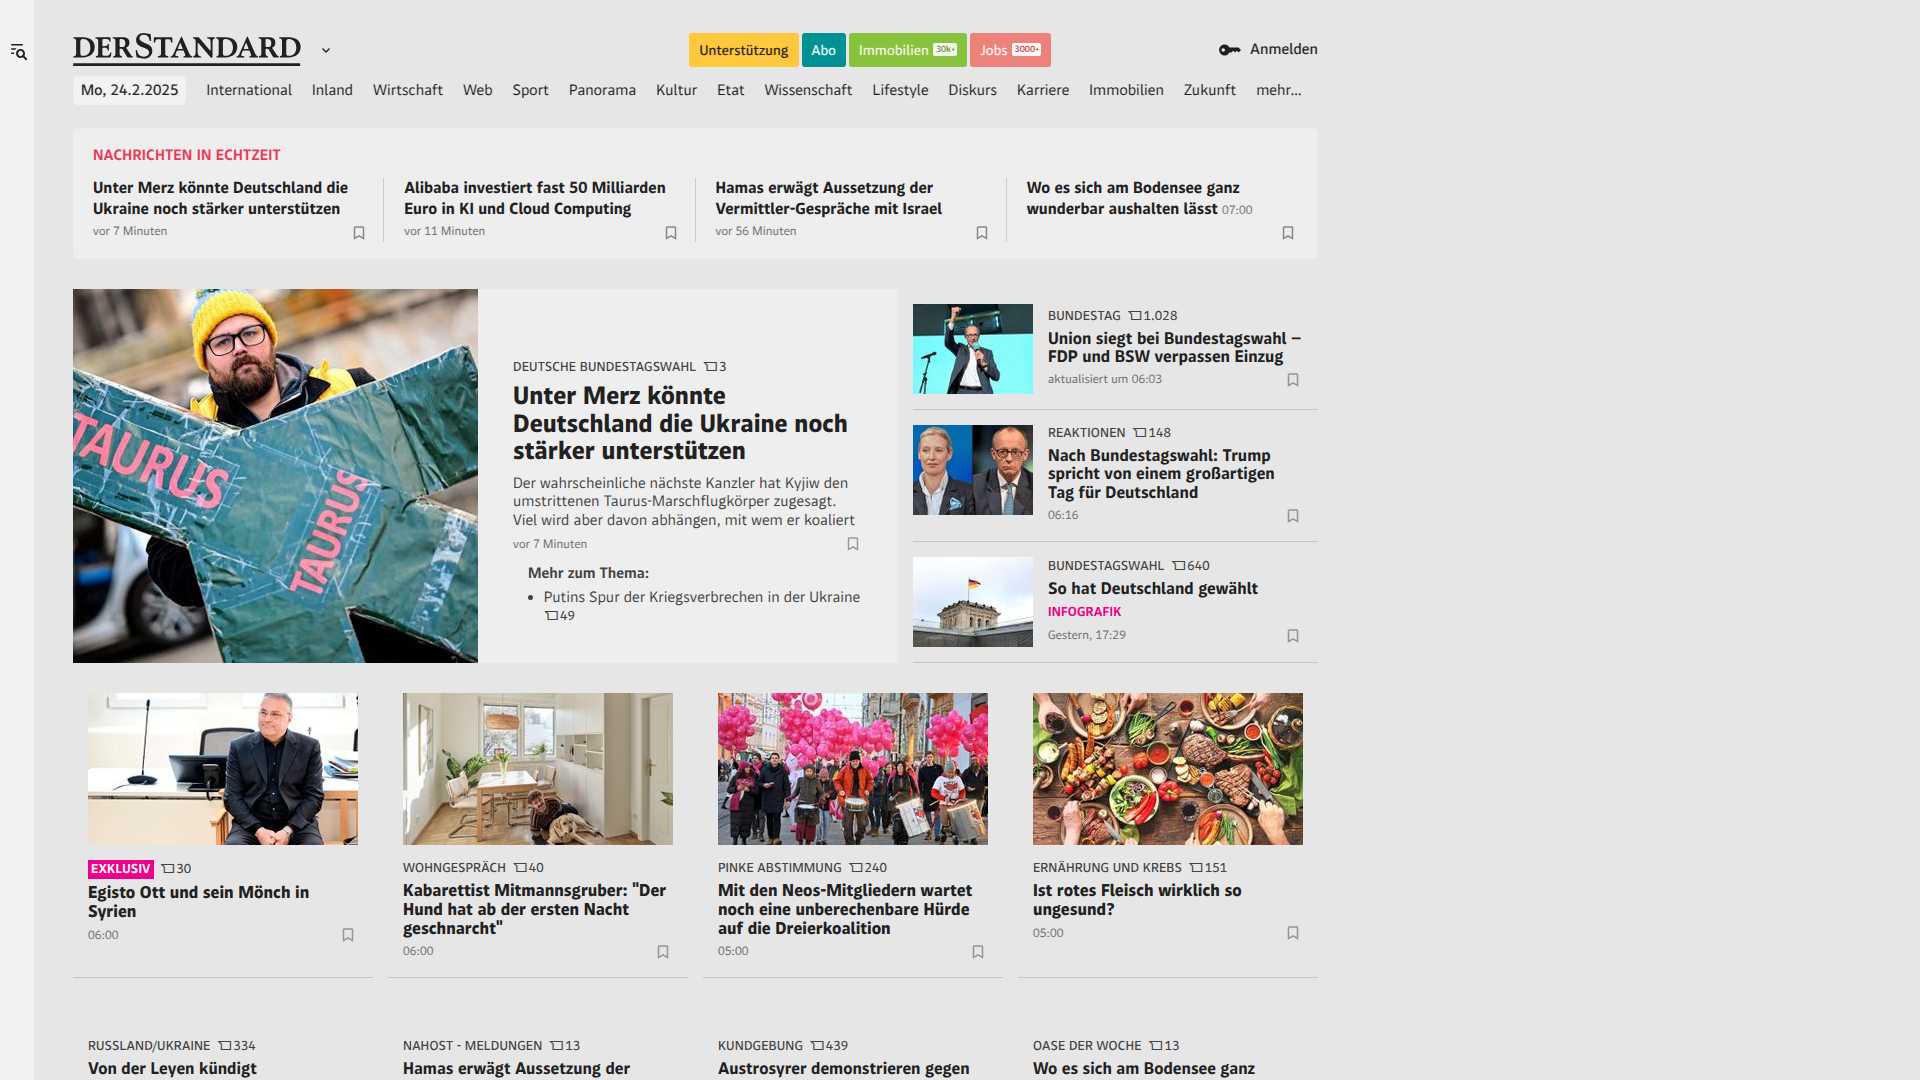 DERSTANDARD
Unterstützung
Abo
Immobilien 30k+
Jobs 3000+
Anmelden
Mo, 24.2.2025
International
Inland
Wirtschaft
Web
Sport
Panorama
Kultur
Etat
Wissenschaft
Lifestyle
Diskurs
Karriere
Immobilien
Zukunft
mehr...
NACHRICHTEN IN ECHTZEIT
Unter Merz könnte Deutschland die
Ukraine noch stärker unterstützen
vor 7 Minuten
Alibaba investiert fast 50 Milliarden
Euro in KI und Cloud Computing
vor 11 Minuten
Hamas erwägt Aussetzung der
Vermittler-Gespräche mit Israel
vor 56 Minuten
Wo es sich am Bodensee ganz
wunderbar aushalten lässt 07:00
TAURUS
TAURUS
DEUTSCHE BUNDESTAGSWAHL 3
Unter Merz könnte
Deutschland die Ukraine noch
stärker unterstützen
Der wahrscheinliche nächste Kanzler hat Kyjiw den
umstrittenen Taurus-Marschflugkörper zugesagt.
Viel wird aber davon abhängen, mit wem er koaliert
vor 7 Minuten
Mehr zum Thema:
• Putins Spur der Kriegsverbrechen in der Ukraine
49
BUNDESTAG 1.028
Union siegt bei Bundestagswahl –
FDP und BSW verpassen Einzug
aktualisiert um 06:03
REAKTIONEN 148
Nach Bundestagswahl: Trump
spricht von einem großartigen
Tag für Deutschland
06:16
BUNDESTAGSWAHL 640
So hat Deutschland gewählt
INFOGRAFIK
Gestern, 17:29
EXKLUSIV 30
Egisto Ott und sein Mönch in
Syrien
06:00
WOHNGESPRÄCH 40
Kabarettist Mitmannsgruber: "Der
Hund hat ab der ersten Nacht
geschnarcht"
06:00
PINKE ABSTIMMUNG 240
Mit den Neos-Mitgliedern wartet
noch eine unberechenbare Hürde
auf die Dreierkoalition
05:00
ERNÄHRUNG UND KREBS 151
Ist rotes Fleisch wirklich so
ungesund?
05:00
RUSSLAND/UKRAINE 334
Von der Leyen kündigt
NAHOST - MELDUNGEN 13
Hamas erwägt Aussetzung der
KUNDGEBUNG 439
Austrosyrer demonstrieren gegen
OASE DER WOCHE 13
Wo es sich am Bodensee ganz